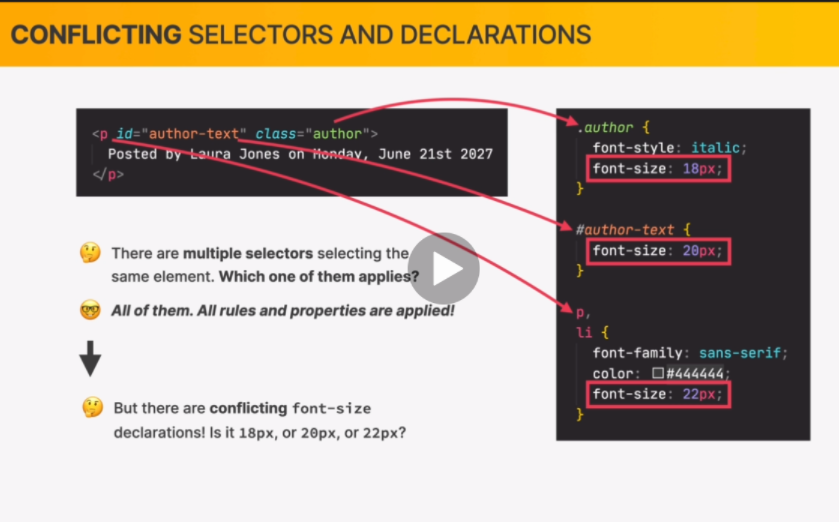 CONFLICTING SELECTORS AND DECLARATIONS
<p id="author-text" class="author">
Posted by Laura Jones on Monday, June 21st 2027
</p>
🤔 There are multiple selectors selecting the
same element. Which one of them applies?
🤓 All of them. All rules and properties are applied!
🤔 But there are conflicting font-size
declarations! Is it 18px, or 20px, or 22px?
.author {
font-style: italic;
font-size: 18px;
}
#author-text {
font-size: 20px;
}
p,
li {
font-family: sans-serif;
color: #444444;
font-size: 22px;
}